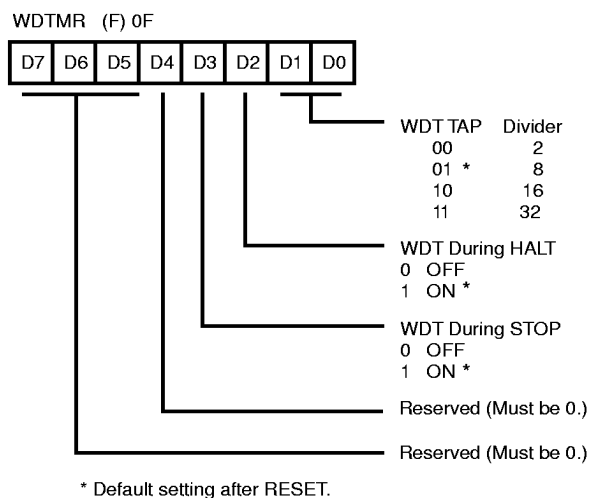 WDTMR (F) 0F
D7 D6 D5 D4 D3 D2 D1 D0
WDT TAP Divider
00 2
01 * 8
10 16
11 32
WDT During HALT
0 OFF
1 ON *
WDT During STOP
0 OFF
1 ON *
Reserved (Must be 0.)
Reserved (Must be 0.)
* Default setting after RESET.